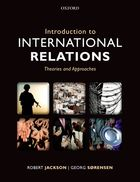 OXFORD
Introduction to
INTERNATIONAL
RELATIONS
Theories and Approaches
ROBERT JACKSON | GEORG SØRENSEN